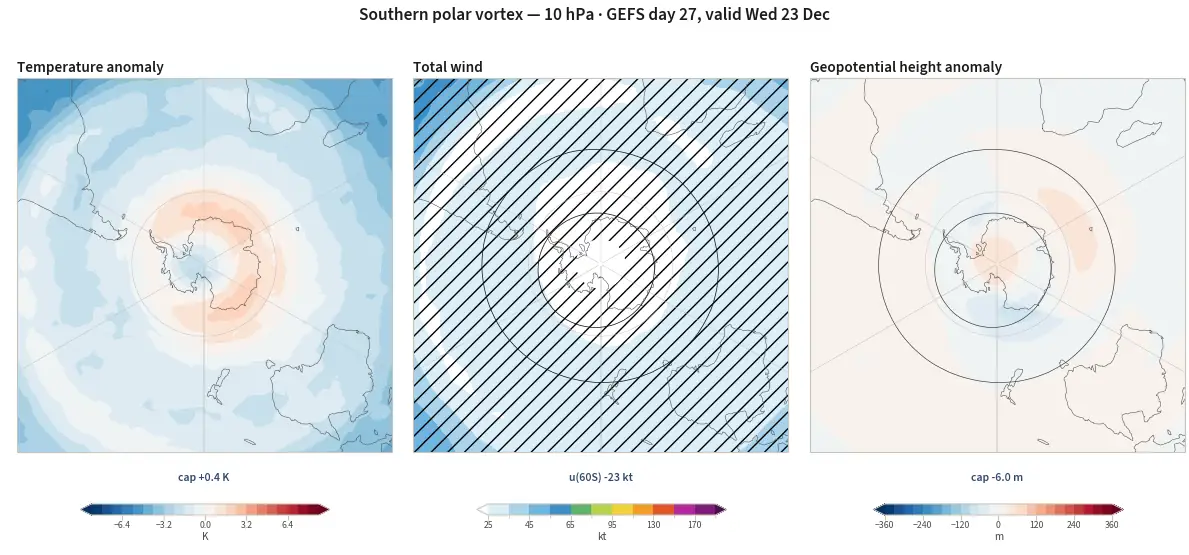 Southern polar vortex — 10 hPa · GEFS day 27, valid Wed 23 Dec
Temperature anomaly
Total wind
Geopotential height anomaly
cap +0.4 K
u(60S) -23 kt
cap -6.0 m
−6.4 −3.2 0.0 3.2 6.4
K
25 45 65 95 130 170
kt
−360 −240 −120 0 120 240 360
m